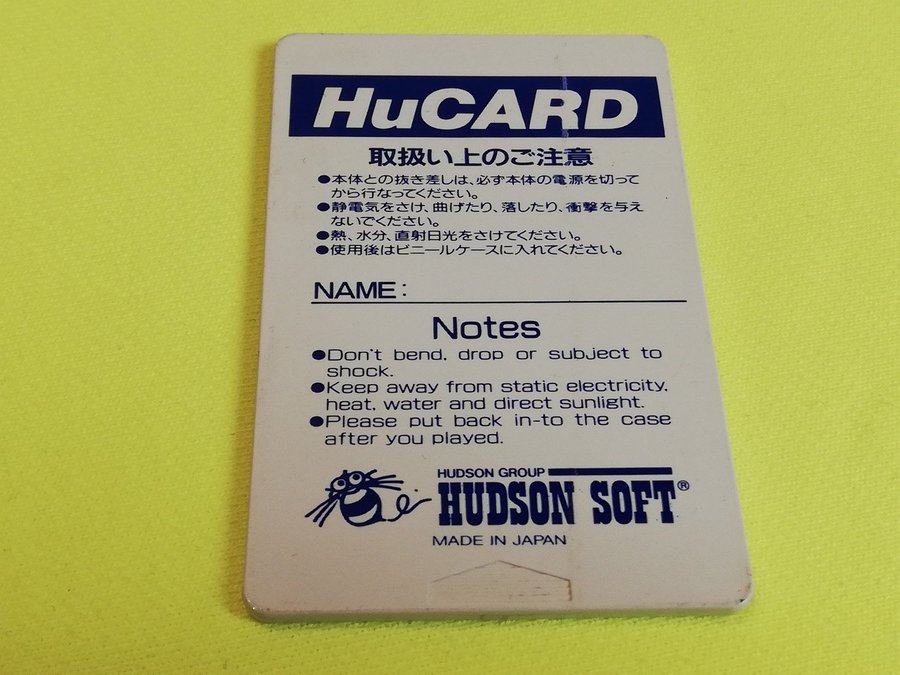 HuCARD
取扱い上のご注意
●本体との抜き差しは、必ず本体の電源を切って
から行なってください。
●静電気をさけ、曲げたり、落したり、衝撃を与え
ないでください。
●熱、水分、直射日光をさけてください。
●使用後はビニールケースに入れてください。
NAME:
Notes
●Don't bend, drop or subject to
shock.
●Keep away from static electricity,
heat, water and direct sunlight.
●Please put back in-to the case
after you played.
HUDSON GROUP
HUDSON SOFT®
MADE IN JAPAN